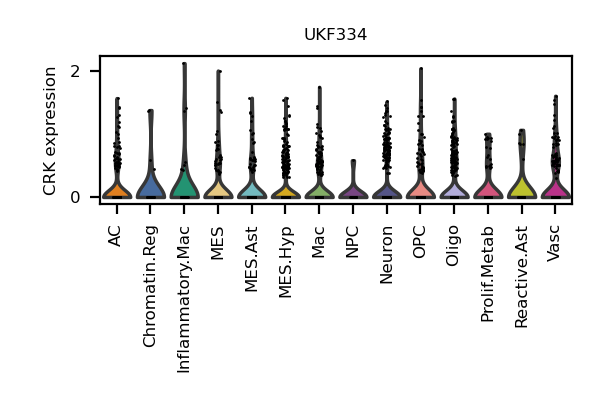 UKF334
CRK expression
2
0
AC
Chromatin.Reg
Inflammatory.Mac
MES
MES.Ast
MES.Hyp
Mac
NPC
Neuron
OPC
Oligo
Prolif.Metab
Reactive.Ast
Vasc